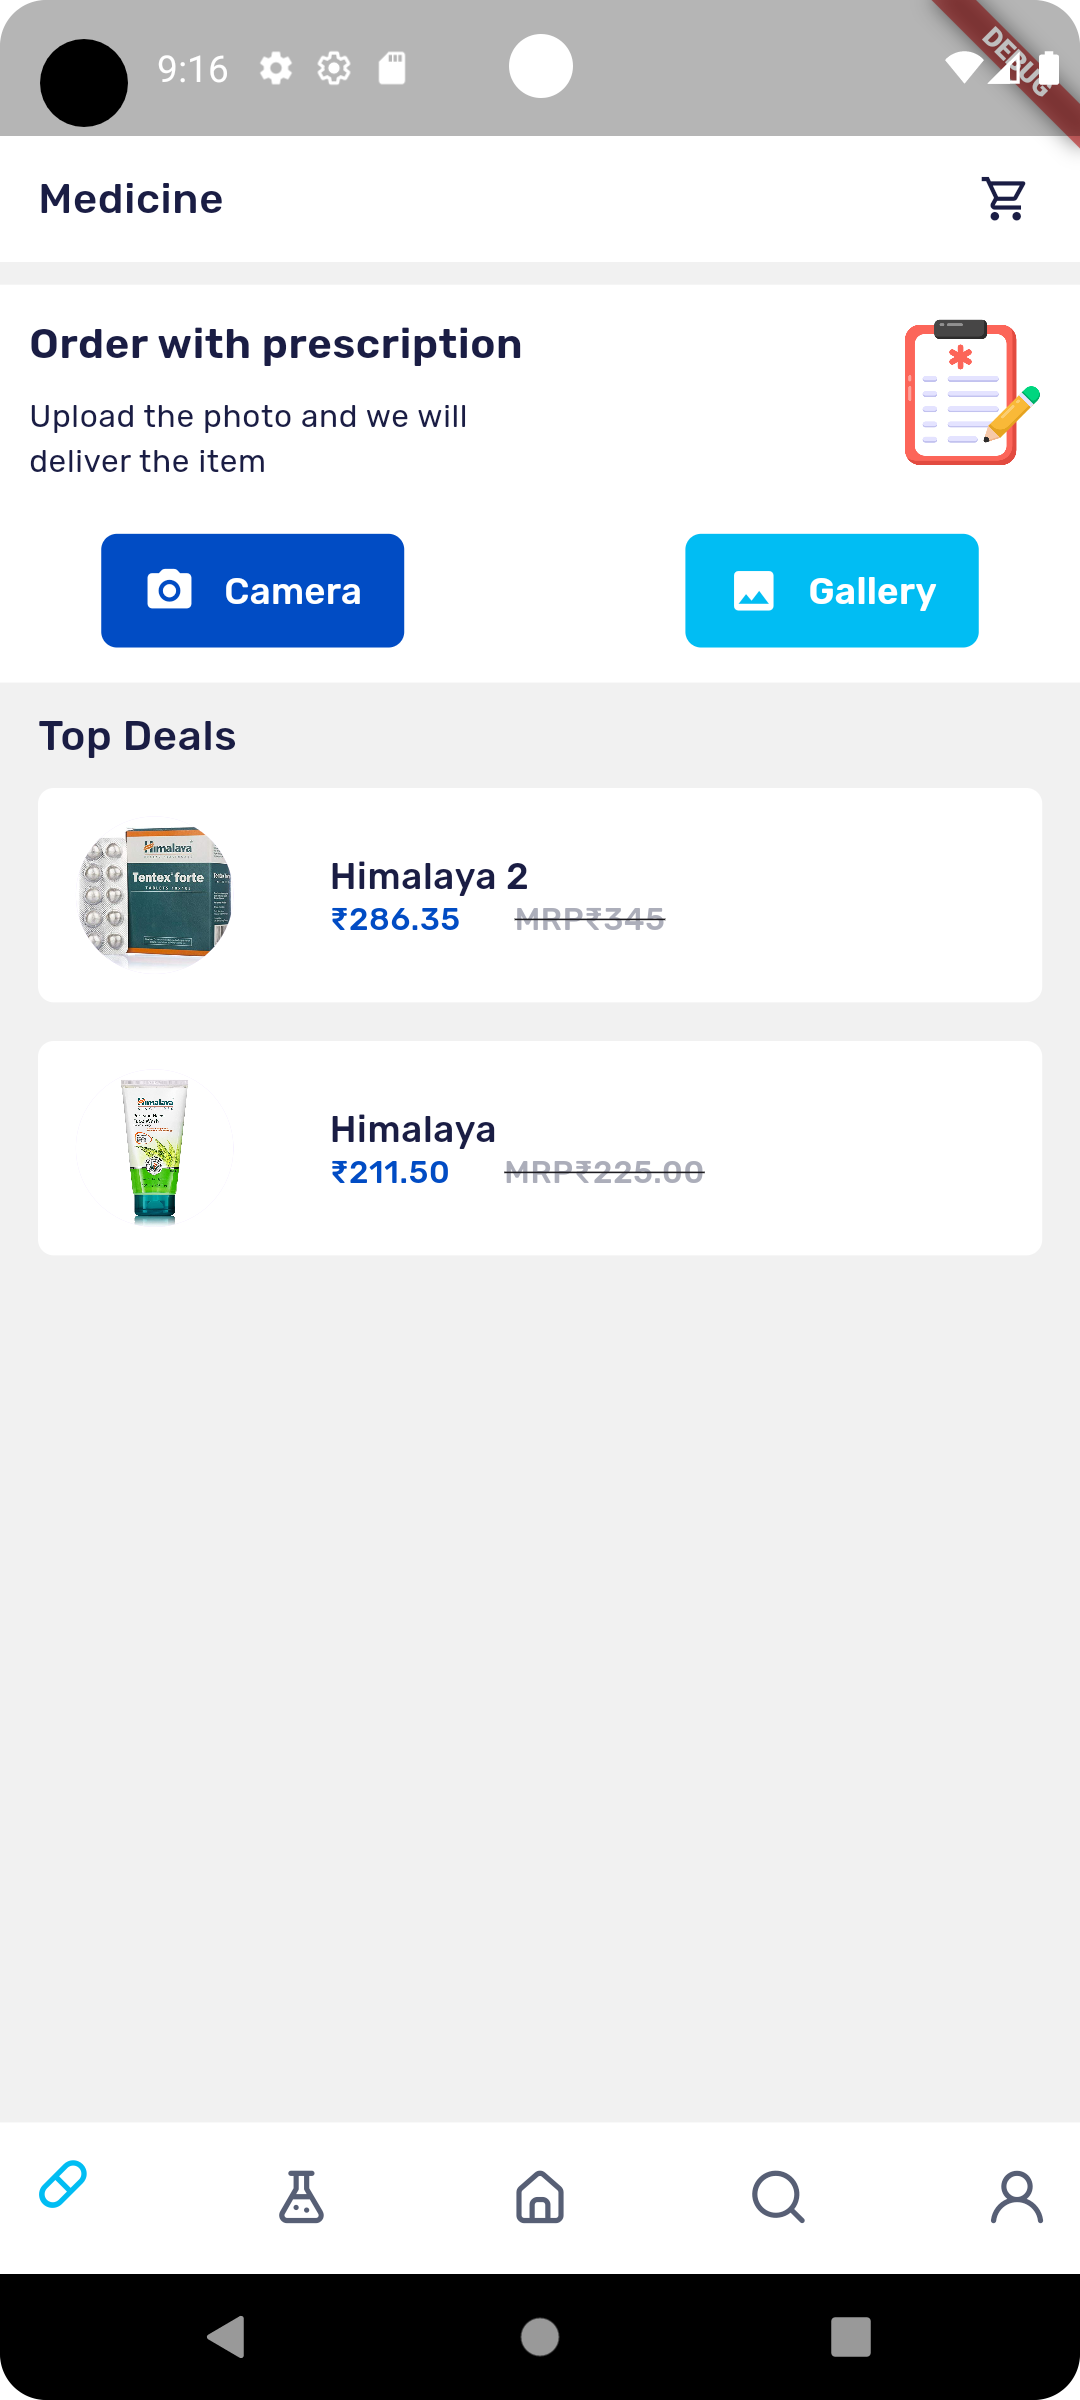 9:16
DEBUG
Medicine
Order with prescription
Upload the photo and we will
deliver the item
Camera
Gallery
Top Deals
Himalaya
Tentex forte
Himalaya 2
₹286.35
MRP₹345
Himalaya
Himalaya
₹211.50
MRP₹225.00